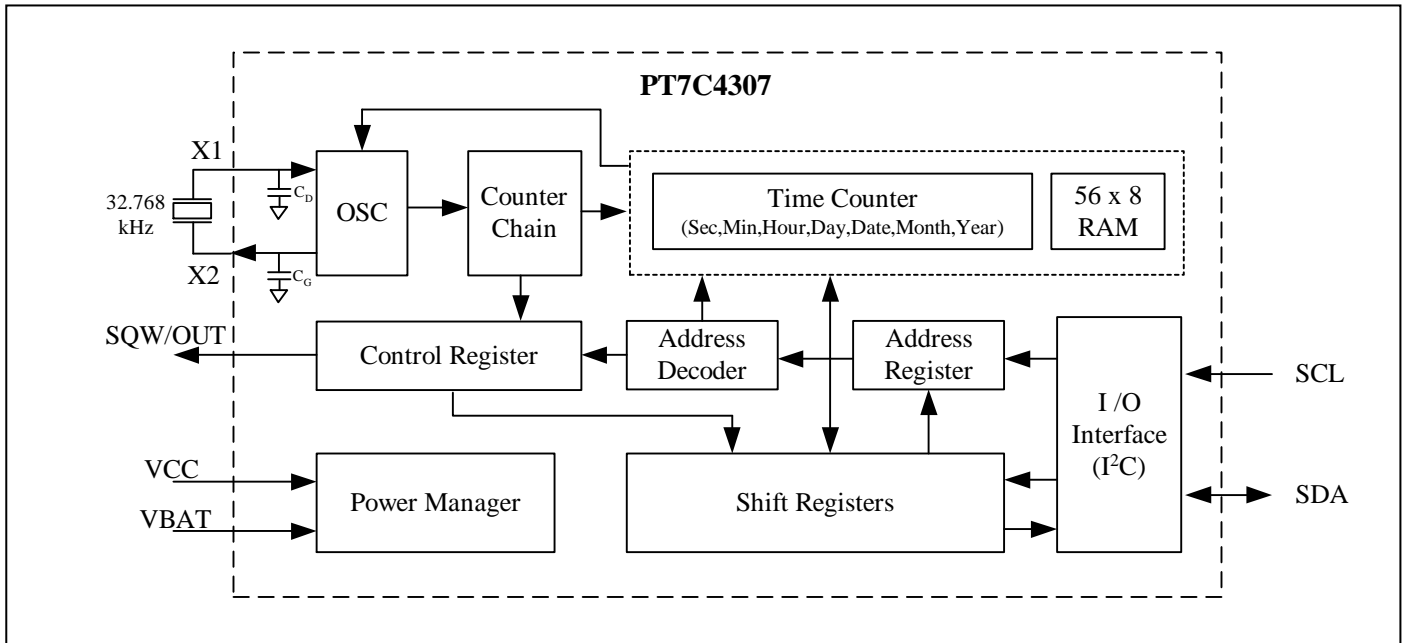 PT7C4307
X1
32.768
kHz
X2
C_D
C_G
OSC
Counter
Chain
Time Counter
(Sec,Min,Hour,Day,Date,Month,Year)
56 x 8
RAM
SQW/OUT
Control Register
Address
Decoder
Address
Register
I /O
Interface
(I²C)
SCL
SDA
VCC
VBAT
Power Manager
Shift Registers